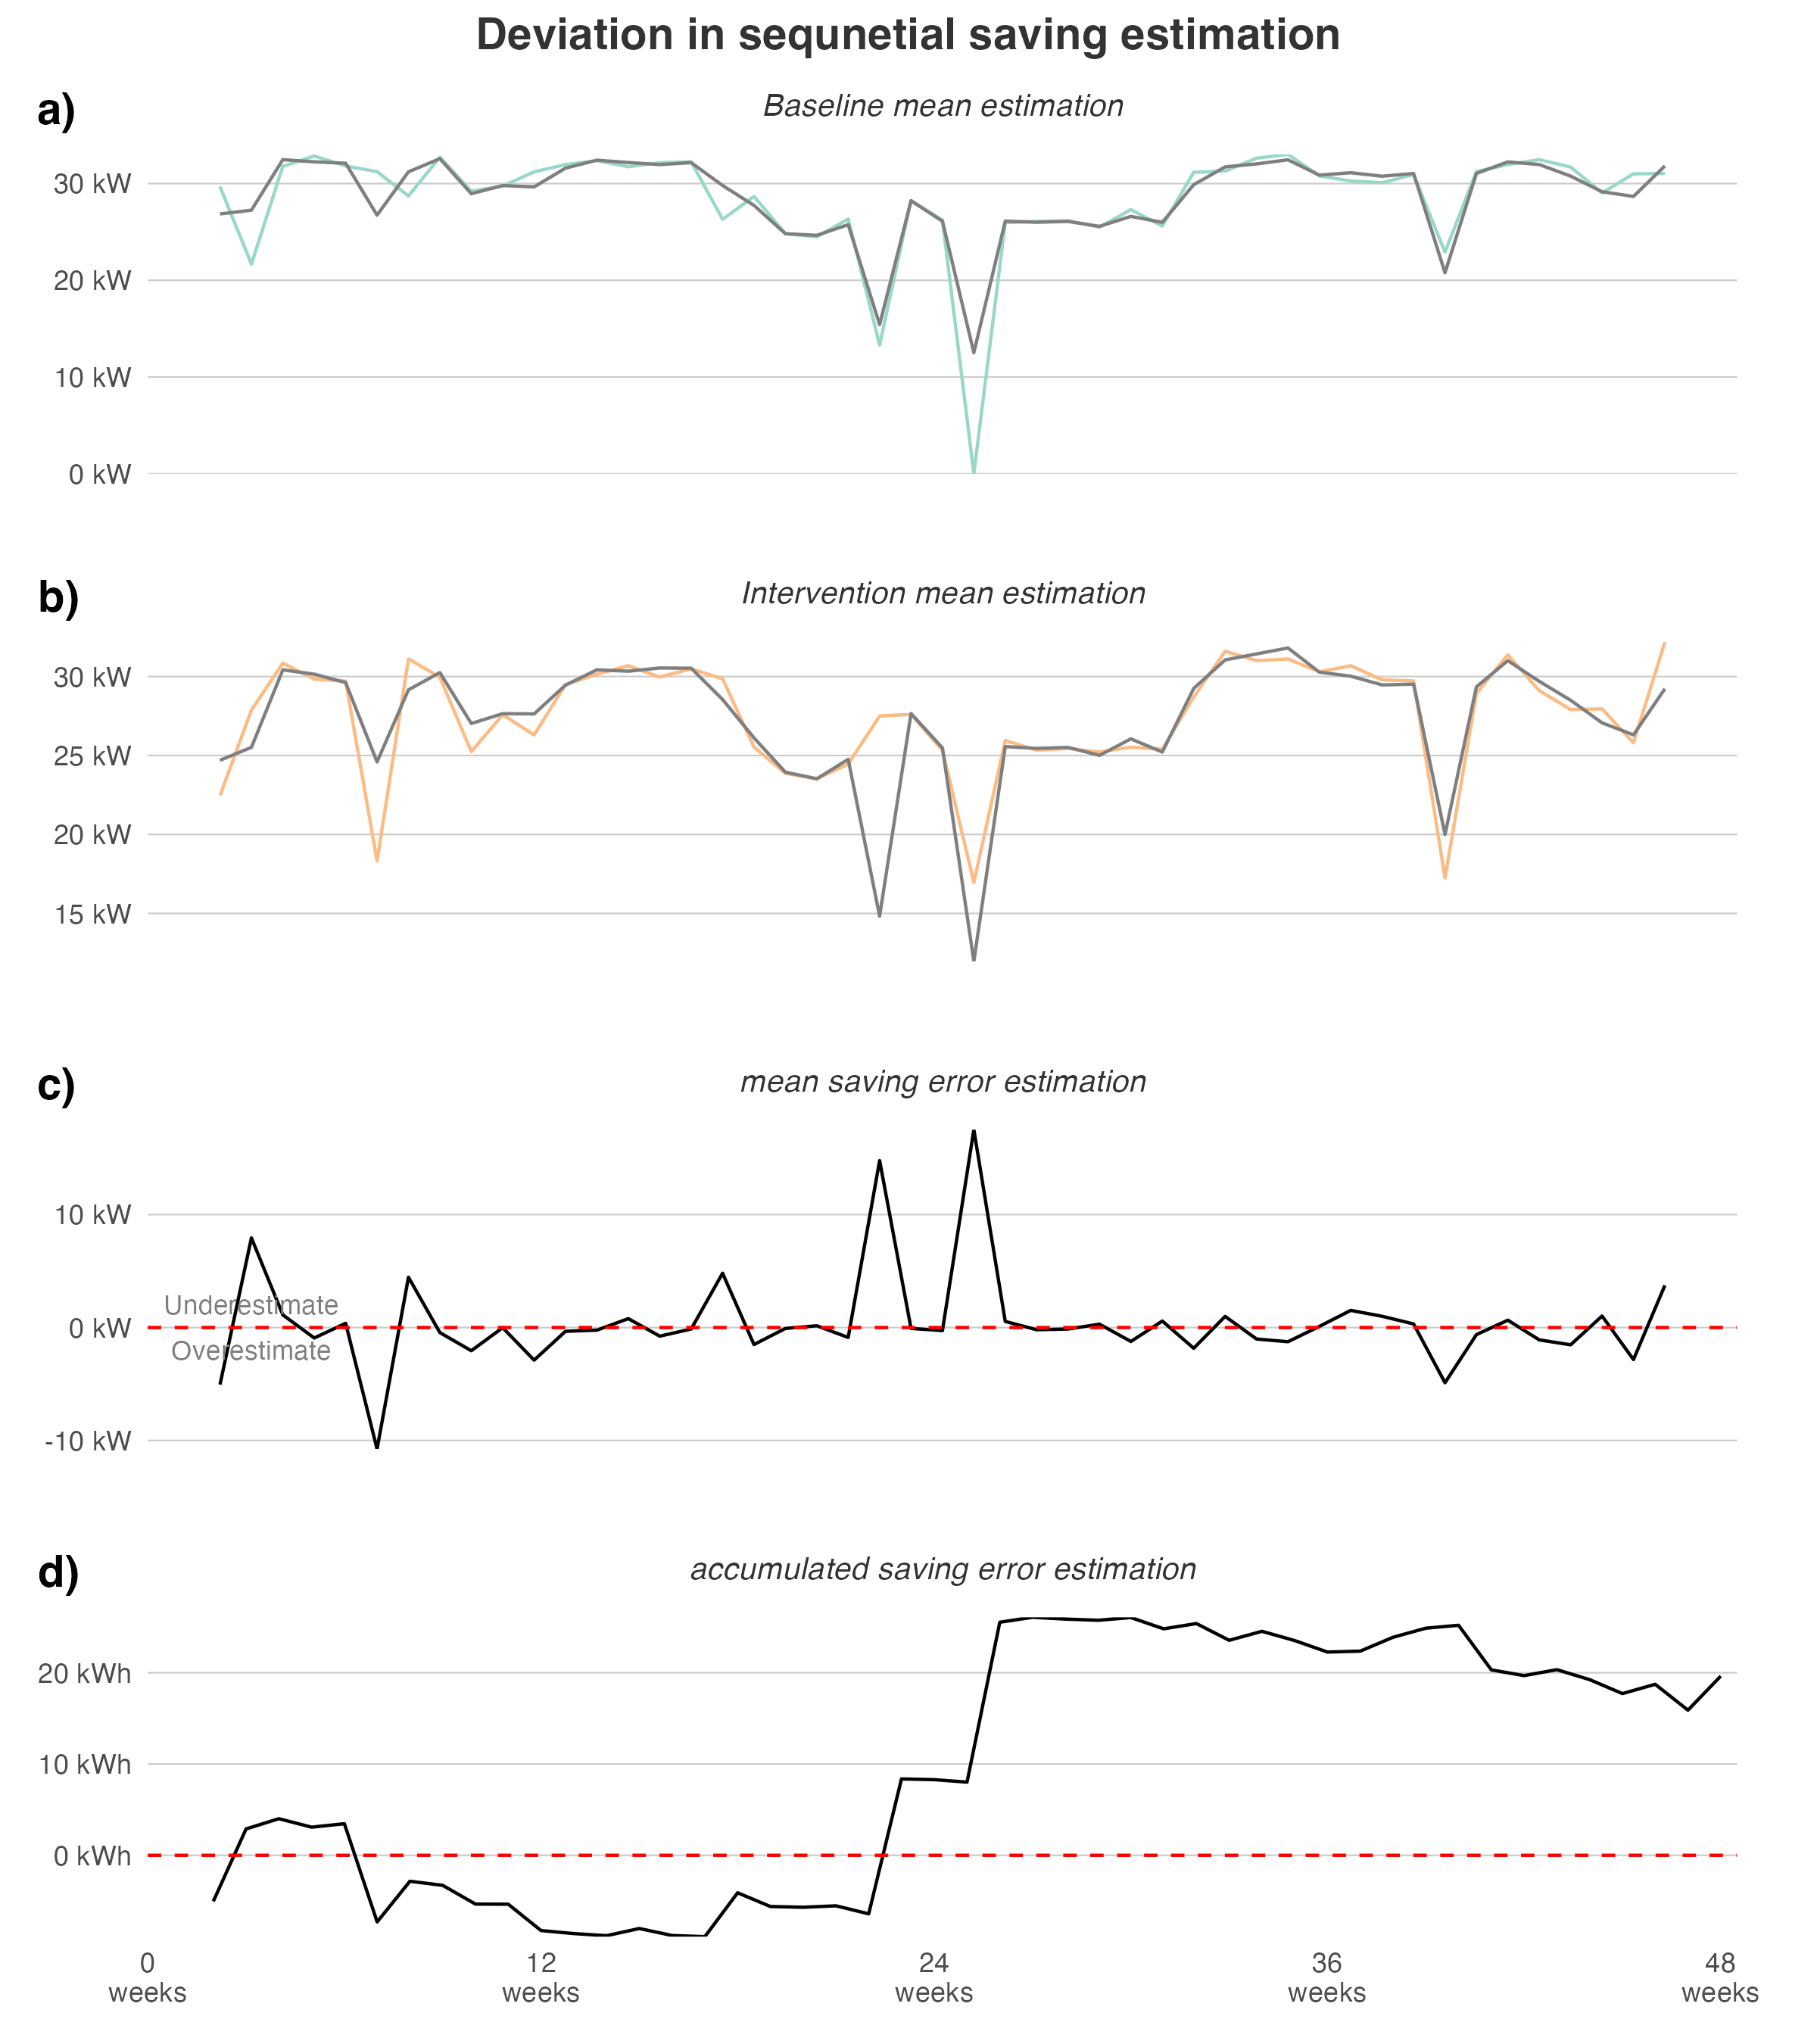 Deviation in sequnetial saving estimation
a)
Baseline mean estimation
30 kW
20 kW
10 kW
0 kW
b)
Intervention mean estimation
30 kW
25 kW
20 kW
15 kW
c)
mean saving error estimation
10 kW
Underestimate
0 kW
Overestimate
-10 kW
d)
accumulated saving error estimation
20 kWh
10 kWh
0 kWh
0 12 24 36 48
weeks weeks weeks weeks weeks